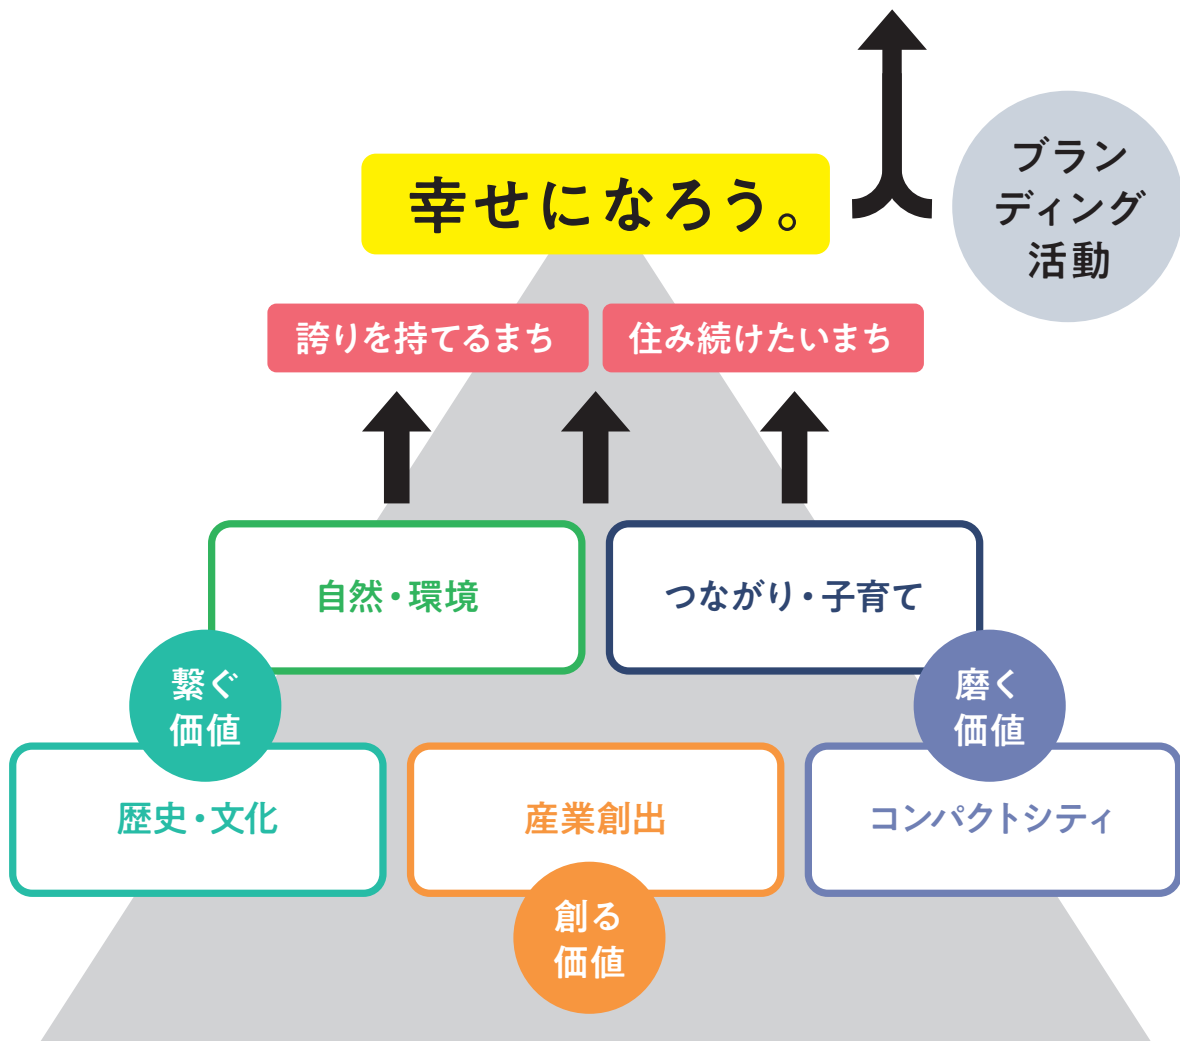 ブラン
ディング
活動
幸せになろう。
誇りを持てるまち
住み続けたいまち
自然・環境
つながり・子育て
繋ぐ
価値
磨く
価値
歴史・文化
産業創出
コンパクトシティ
創る
価値